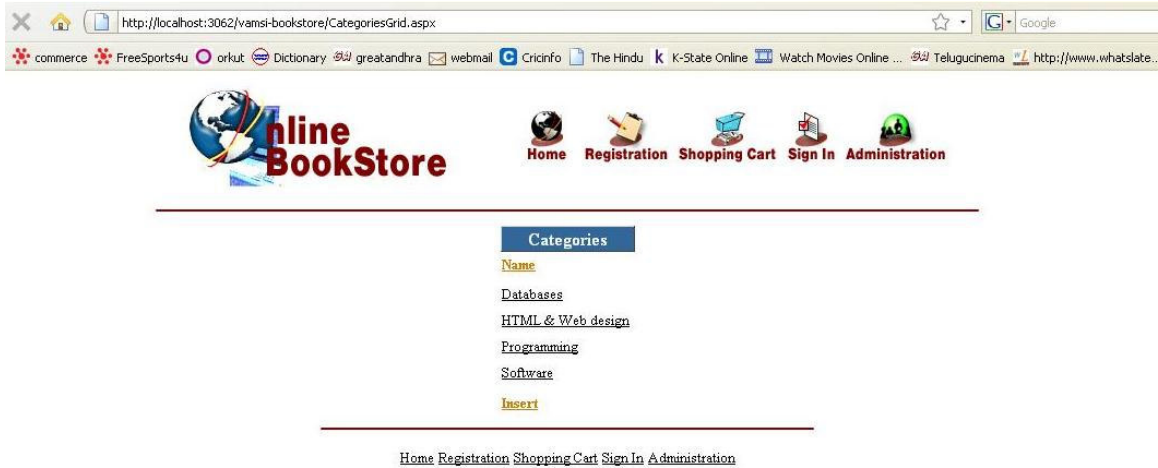 http://localhost:3062/vamsi-bookstore/CategoriesGrid.aspx G Google
commerce FreeSports4u orkut Dictionary greatandhra webmail C Cricinfo The Hindu k K-State Online Watch Movies Online ... Telugucinema http://www.whatslate...
nline
BookStore
Home Registration Shopping Cart Sign In Administration
Categories
Name
Databases
HTML & Web design
Programming
Software
Insert
Home Registration Shopping Cart Sign In Administration